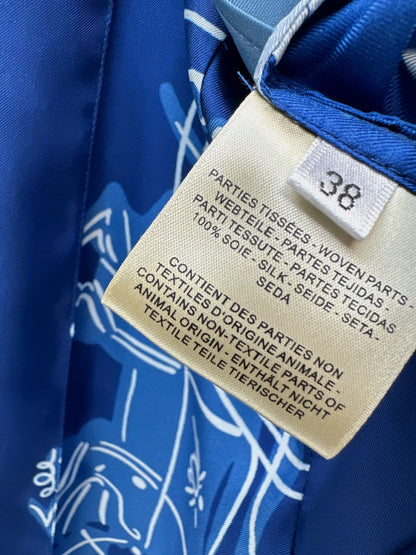 38
PARTIES TISSÉES - WOVEN PARTS
WEBTEILE - PARTES TEJIDAS -
PARTI TESSUTE - PARTES TECIDAS
100% SOIE - SILK - SEIDE - SETA -
SEDA
CONTIENT DES PARTIES NON
TEXTILES D'ORIGINE ANIMALE -
CONTAINS NON-TEXTILE PARTS OF
ANIMAL ORIGIN - ENTHÄLT NICHT
TEXTILE TEILE TIERISCHER